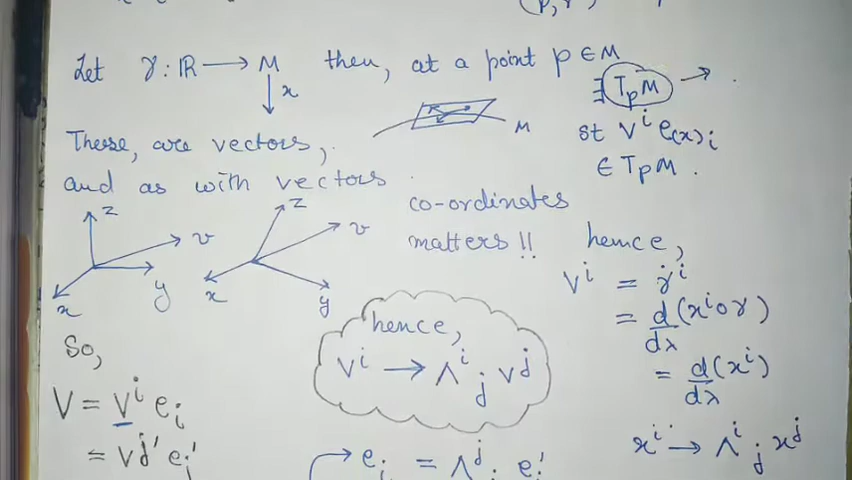 (p, γ)
Let γ : ℝ ⟶ M then, at a point p ∈ M
↓ x
∃ TₚM → .
M
st Vⁱ e(x)ᵢ
∈ TₚM .
These, are vectors,
and as with vectors .
co-ordinates
matters !!
z
v
y
x
z
v
y
x
hence,
Vⁱ = γ̇ⁱ
= d/dλ (xⁱ o γ)
= d/dλ (xⁱ)
xⁱ → Λⁱⱼ xʲ
hence,
Vⁱ → Λⁱⱼ Vʲ
So,
V = Vⁱ eᵢ
= Vʲ' eⱼ'
→ eᵢ = Λʲᵢ eⱼ'